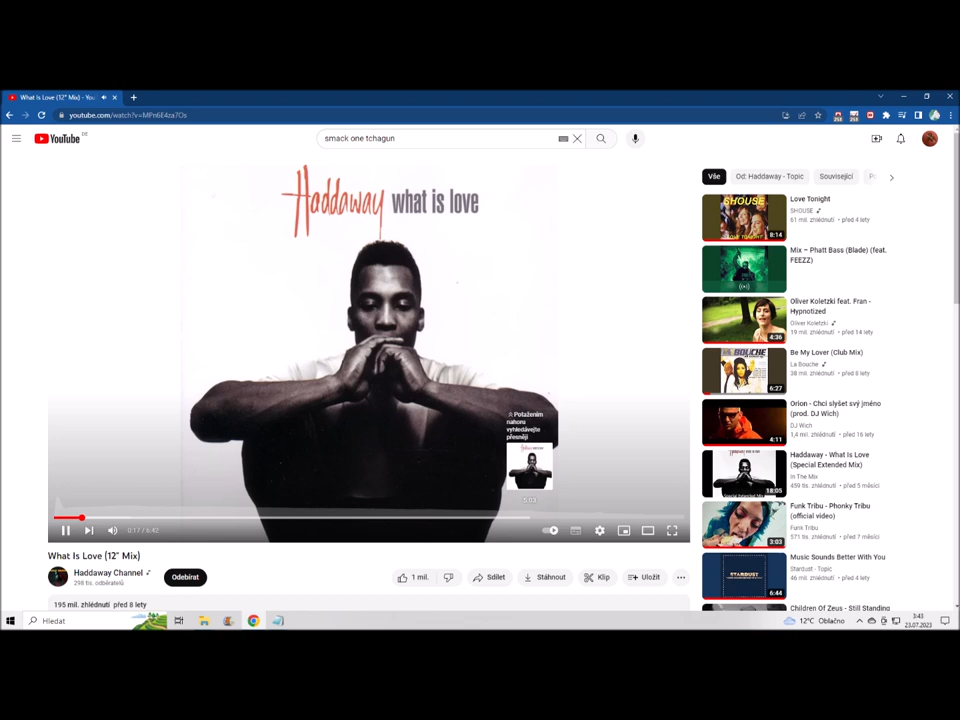 What Is Love (12" Mix) - You
youtube.com/watch?v=MPn6E4za7Os
YouTube DE
smack one tchagun
Haddaway what is love
Potažením
nahoru
vyhledávejte
přesněji
5:03
0:17 / 6:42
What Is Love (12" Mix)
Haddaway Channel
298 tis. odběratelů
Odebírat
1 mil.
Sdílet
Stáhnout
Klip
Uložit
195 mil. zhlédnutí před 8 lety
Vše
Od: Haddaway - Topic
Související
SHOUSE
8:14
Love Tonight
SHOUSE
61 mil. zhlédnutí • před 4 lety
Mix – Phatt Bass (Blade) (feat.
FEEZZ)
4:36
Oliver Koletzki feat. Fran -
Hypnotized
Oliver Koletzki
19 mil. zhlédnutí • před 14 lety
6:27
Be My Lover (Club Mix)
La Bouche
38 mil. zhlédnutí • před 8 lety
4:11
Orion - Chci slyšet svý jméno
(prod. DJ Wich)
DJ Wich
1,4 mil. zhlédnutí • před 16 lety
18:05
Haddaway - What Is Love
(Special Extended Mix)
In The Mix
459 tis. zhlédnutí • před 5 měsíci
3:03
Funk Tribu - Phonky Tribu
(official video)
Funk Tribu
571 tis. zhlédnutí • před 7 měsíci
STARDUST
6:44
Music Sounds Better With You
Stardust - Topic
46 mil. zhlédnutí • před 4 lety
Children Of Zeus - Still Standing
Hledat
12°C Oblačno
3:43
23.07.2023